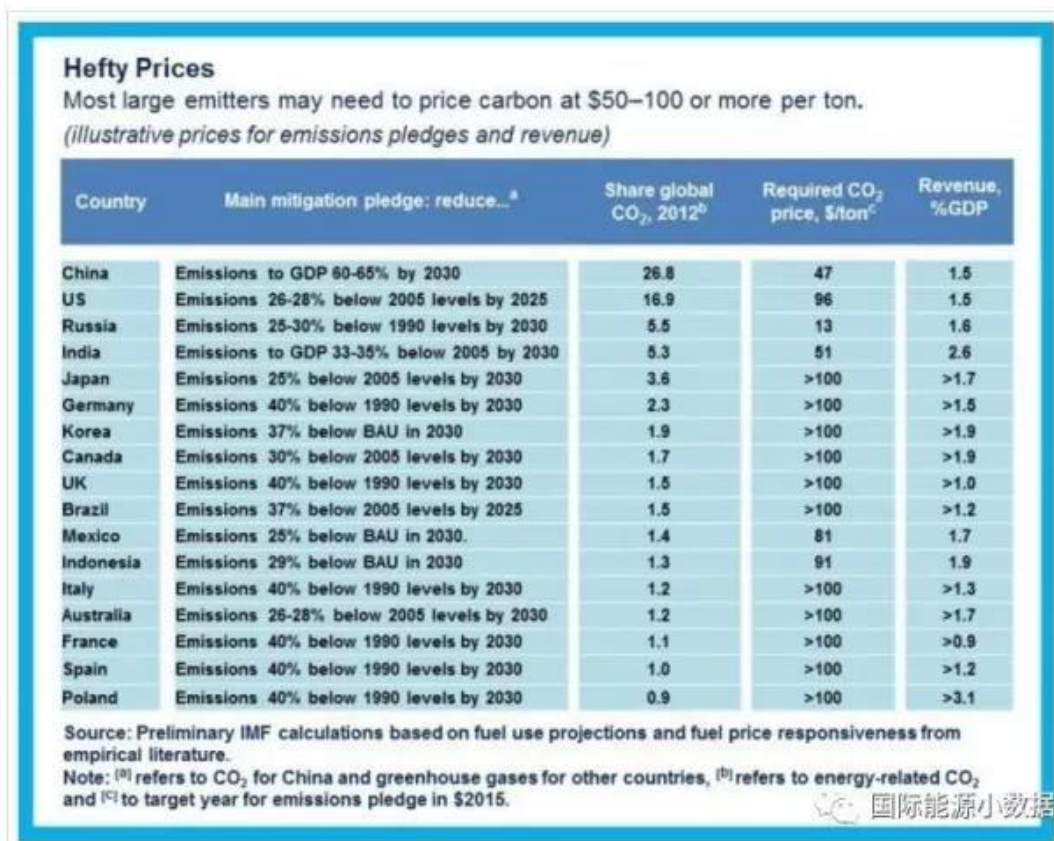 Hefty Prices
Most large emitters may need to price carbon at $50–100 or more per ton.
(illustrative prices for emissions pledges and revenue)
Country Main mitigation pledge: reduce...ª Share global CO₂, 2012ᵇ Required CO₂ price, $/tonᶜ Revenue, %GDP
China Emissions to GDP 60-65% by 2030 26.8 47 1.5
US Emissions 26-28% below 2005 levels by 2025 16.9 96 1.5
Russia Emissions 25-30% below 1990 levels by 2030 5.5 13 1.6
India Emissions to GDP 33-35% below 2005 by 2030 5.3 51 2.6
Japan Emissions 25% below 2005 levels by 2030 3.6 >100 >1.7
Germany Emissions 40% below 1990 levels by 2030 2.3 >100 >1.5
Korea Emissions 37% below BAU in 2030 1.9 >100 >1.9
Canada Emissions 30% below 2005 levels by 2030 1.7 >100 >1.9
UK Emissions 40% below 1990 levels by 2030 1.5 >100 >1.0
Brazil Emissions 37% below 2005 levels by 2025 1.5 >100 >1.2
Mexico Emissions 25% below BAU in 2030. 1.4 81 1.7
Indonesia Emissions 29% below BAU in 2030 1.3 91 1.9
Italy Emissions 40% below 1990 levels by 2030 1.2 >100 >1.3
Australia Emissions 26-28% below 2005 levels by 2030 1.2 >100 >1.7
France Emissions 40% below 1990 levels by 2030 1.1 >100 >0.9
Spain Emissions 40% below 1990 levels by 2030 1.0 >100 >1.2
Poland Emissions 40% below 1990 levels by 2030 0.9 >100 >3.1
Source: Preliminary IMF calculations based on fuel use projections and fuel price responsiveness from
empirical literature.
Note: [a] refers to CO₂ for China and greenhouse gases for other countries, [b] refers to energy-related CO₂
and [c] to target year for emissions pledge in $2015.
国际能源小数据